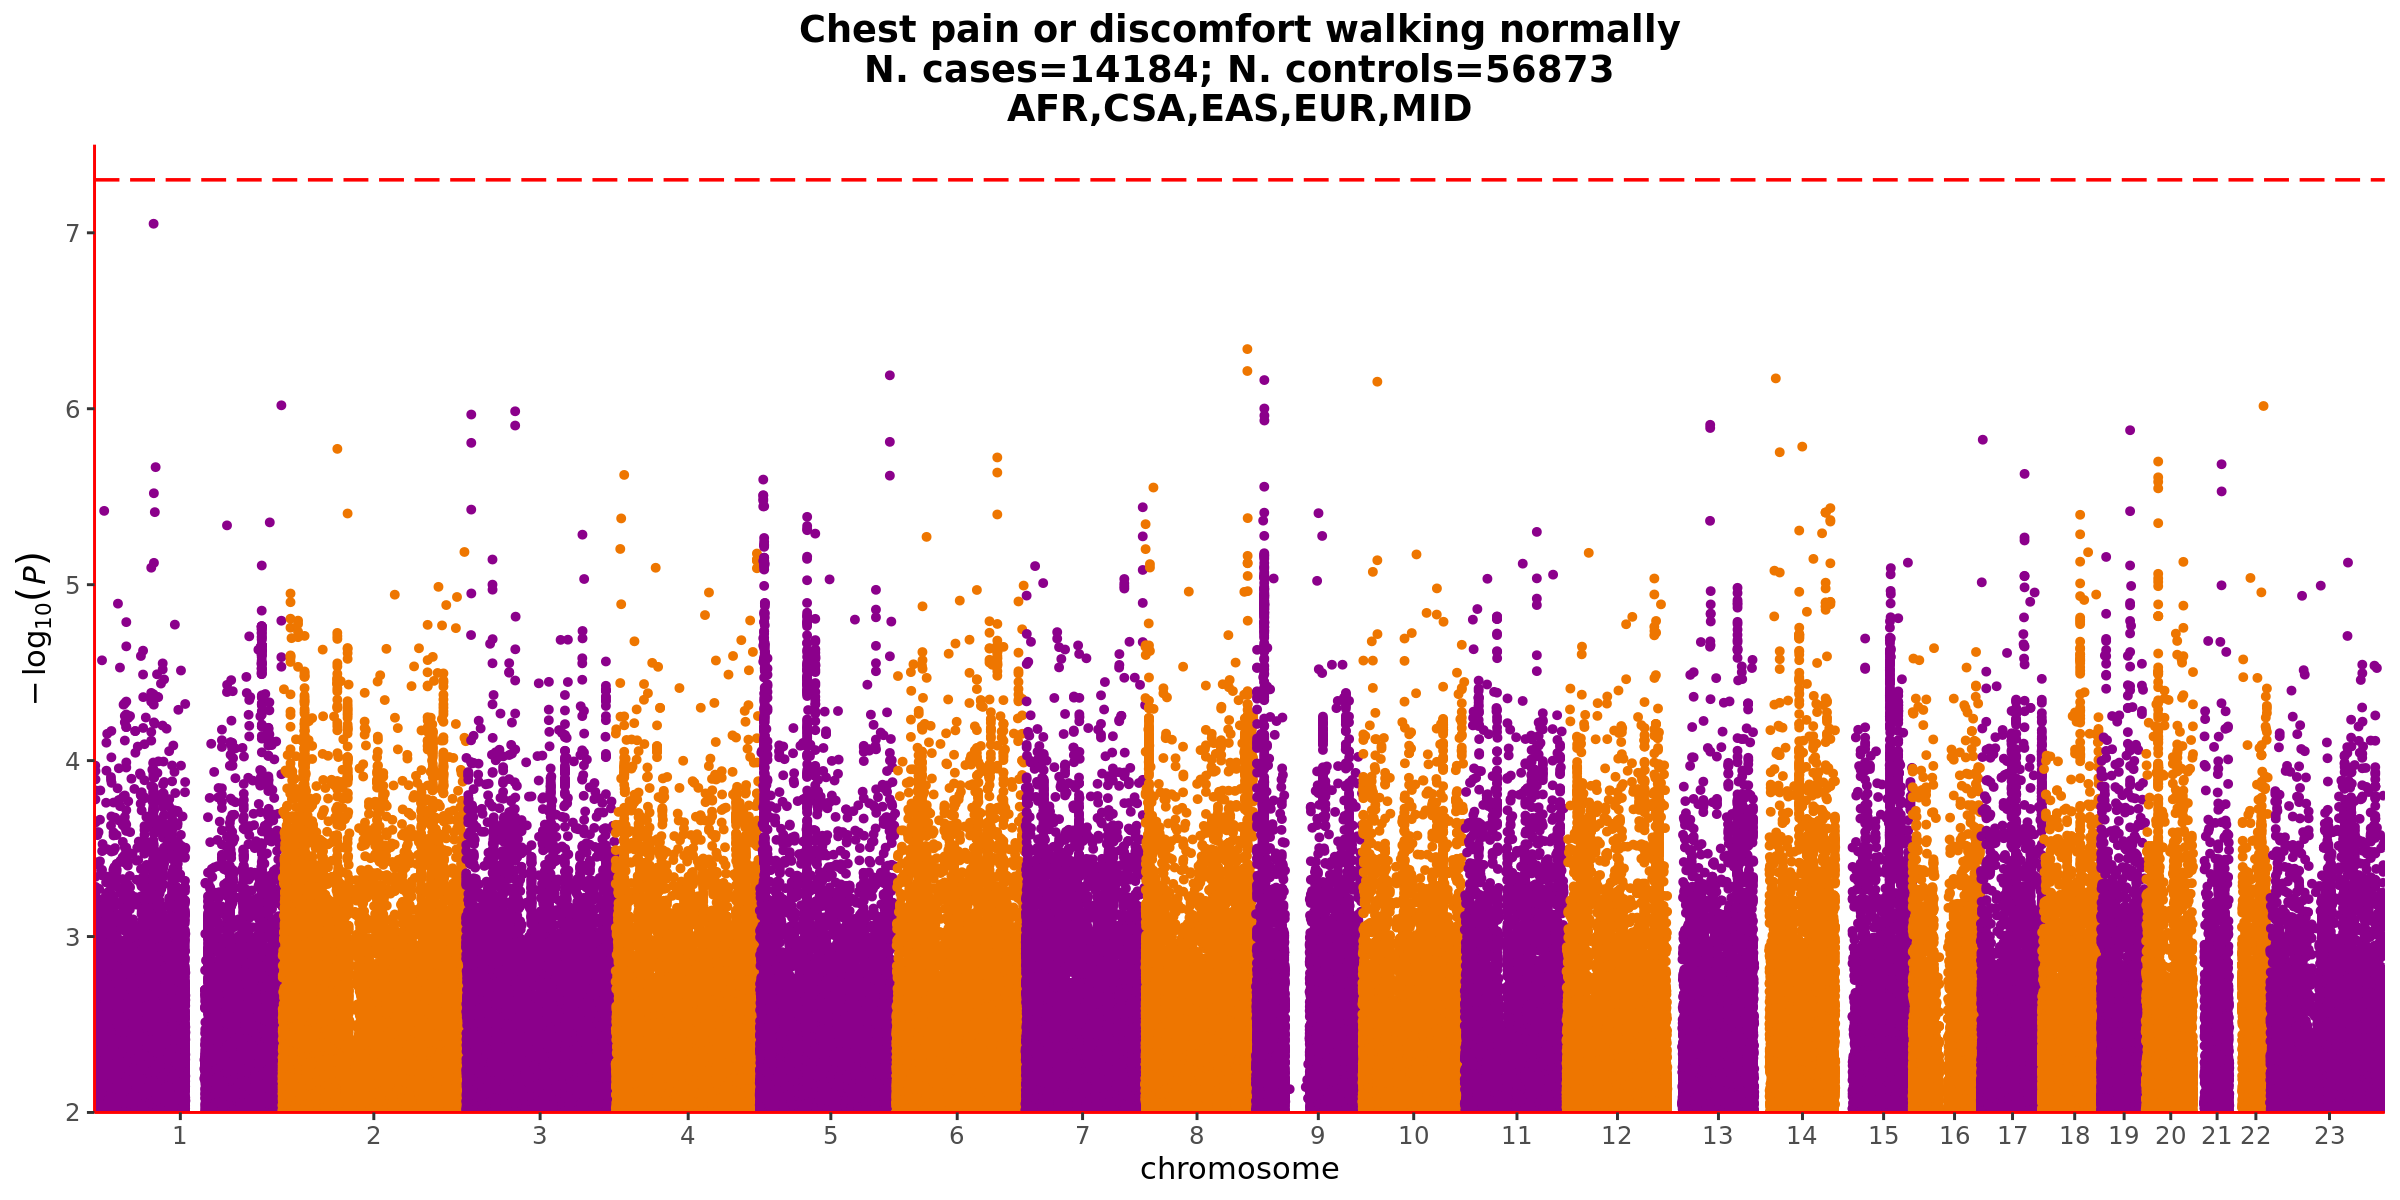 Chest pain or discomfort walking normally
N. cases=14184; N. controls=56873
AFR,CSA,EAS,EUR,MID
−log10(P)
7
6
5
4
3
2
1 2 3 4 5 6 7 8 9 10 11 12 13 14 15 16 17 18 19 20 21 22 23
chromosome